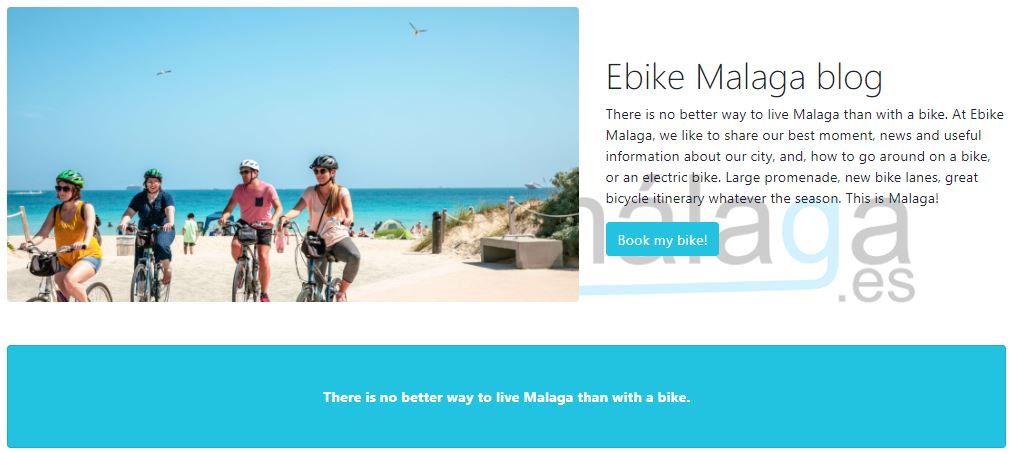 Ebike Malaga blog
There is no better way to live Malaga than with a bike. At Ebike
Malaga, we like to share our best moment, news and useful
information about our city, and, how to go around on a bike,
or an electric bike. Large promenade, new bike lanes, great
bicycle itinerary whatever the season. This is Malaga!
málaga
Book my bike!
.es
There is no better way to live Malaga than with a bike.